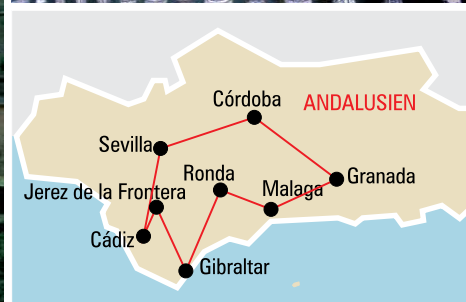 Córdoba
ANDALUSIEN
Sevilla
Ronda
Granada
Jerez de la Frontera
Malaga
Cádiz
Gibraltar